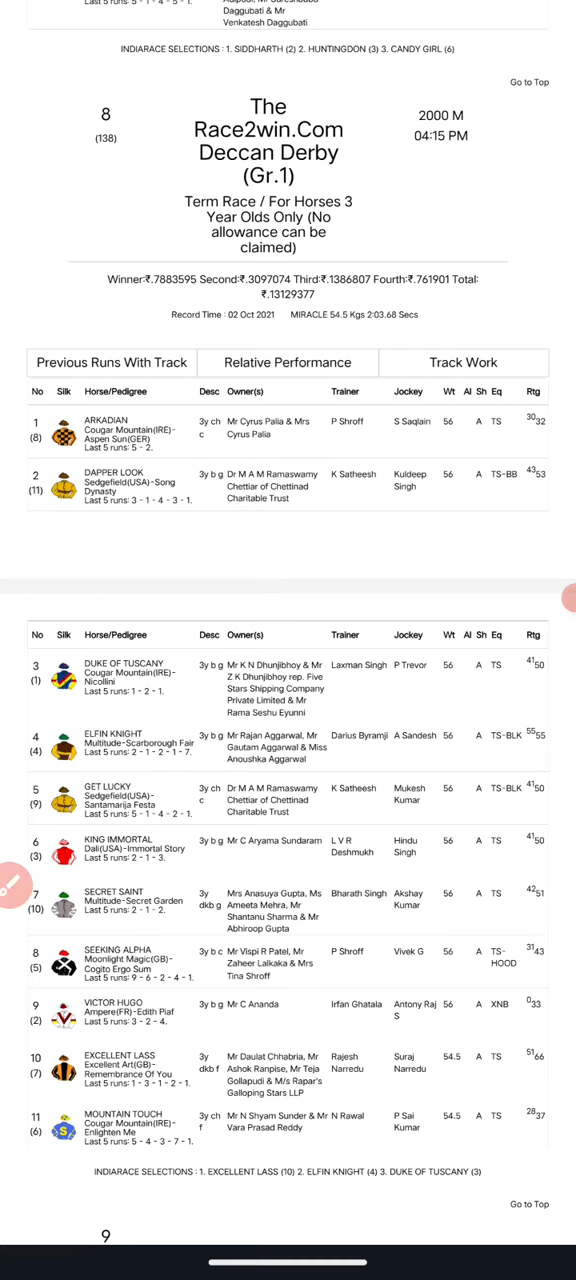 Last 5 runs: 5 - 1 - 4 - 5 - 1.
Daggubati & Mr
Venkatesh Daggubati
INDIARACE SELECTIONS : 1. SIDDHARTH (2) 2. HUNTINGDON (3) 3. CANDY GIRL (6)
Go to Top
8
(138)
The
Race2win.Com
Deccan Derby
(Gr.1)
Term Race / For Horses 3
Year Olds Only (No
allowance can be
claimed)
2000 M
04:15 PM
Winner:₹.7883595 Second:₹.3097074 Third:₹.1386807 Fourth:₹.761901 Total:
₹.13129377
Record Time : 02 Oct 2021 MIRACLE 54.5 Kgs 2:03.68 Secs
Previous Runs With Track Relative Performance Track Work
No Silk Horse/Pedigree Desc Owner(s) Trainer Jockey Wt Al Sh Eq Rtg
1 ARKADIAN 3y ch Mr Cyrus Palia & Mrs P Shroff S Saqlain 56 A TS 30 32
(8) Cougar Mountain(IRE)- c Cyrus Palia
Aspen Sun(GER)
Last 5 runs: 5 - 2.
2 DAPPER LOOK 3y b g Dr M A M Ramaswamy K Satheesh Kuldeep 56 A TS-BB 43 53
(11) Sedgefield(USA)-Song Chettiar of Chettinad Singh
Dynasty Charitable Trust
Last 5 runs: 3 - 1 - 4 - 3 - 1.
No Silk Horse/Pedigree Desc Owner(s) Trainer Jockey Wt Al Sh Eq Rtg
3 DUKE OF TUSCANY 3y b g Mr K N Dhunjibhoy & Mr Laxman Singh P Trevor 56 A TS 41 50
(1) Cougar Mountain(IRE)- Z K Dhunjibhoy rep. Five
Nicollini Stars Shipping Company
Last 5 runs: 1 - 2 - 1. Private Limited & Mr
Rama Seshu Eyunni
4 ELFIN KNIGHT 3y b g Mr Rajan Aggarwal, Mr Darius Byramji A Sandesh 56 A TS-BLK 55 55
(4) Multitude-Scarborough Fair Gautam Aggarwal & Miss
Last 5 runs: 2 - 1 - 2 - 1 - 7. Anoushka Aggarwal
5 GET LUCKY 3y ch Dr M A M Ramaswamy K Satheesh Mukesh 56 A TS-BLK 41 50
(9) Sedgefield(USA)- c Chettiar of Chettinad Kumar
Santamarija Festa Charitable Trust
Last 5 runs: 5 - 1 - 4 - 2 - 1.
6 KING IMMORTAL 3y b g Mr C Aryama Sundaram L V R Hindu 56 A TS 41 50
(3) Dali(USA)-Immortal Story Deshmukh Singh
Last 5 runs: 2 - 1 - 3.
7 SECRET SAINT 3y Mrs Anasuya Gupta, Ms Bharath Singh Akshay 56 A TS 42 51
(10) Multitude-Secret Garden dkb g Ameeta Mehra, Mr Kumar
Last 5 runs: 2 - 1 - 2. Shantanu Sharma & Mr
Abhiroop Gupta
8 SEEKING ALPHA 3y b c Mr Vispi R Patel, Mr P Shroff Vivek G 56 A TS- 31 43
(5) Moonlight Magic(GB)- Zaheer Lalkaka & Mrs HOOD
Cogito Ergo Sum Tina Shroff
Last 5 runs: 9 - 6 - 2 - 4 - 1.
9 VICTOR HUGO 3y b g Mr C Ananda Irfan Ghatala Antony Raj 56 A XNB 0 33
(2) Ampere(FR)-Edith Piaf S
Last 5 runs: 3 - 2 - 4.
10 EXCELLENT LASS 3y Mr Daulat Chhabria, Mr Rajesh Suraj 54.5 A TS 51 66
(7) Excellent Art(GB)- dkb f Ashok Ranpise, Mr Teja Narredu Narredu
Remembrance Of You Gollapudi & M/s Rapar's
Last 5 runs: 1 - 3 - 1 - 2 - 1. Galloping Stars LLP
11 MOUNTAIN TOUCH 3y ch Mr N Shyam Sunder & Mr N Rawal P Sai 54.5 A TS 28 37
(6) Cougar Mountain(IRE)- f Vara Prasad Reddy Kumar
Enlighten Me
Last 5 runs: 5 - 4 - 3 - 7 - 1.
INDIARACE SELECTIONS : 1. EXCELLENT LASS (10) 2. ELFIN KNIGHT (4) 3. DUKE OF TUSCANY (3)
Go to Top
9